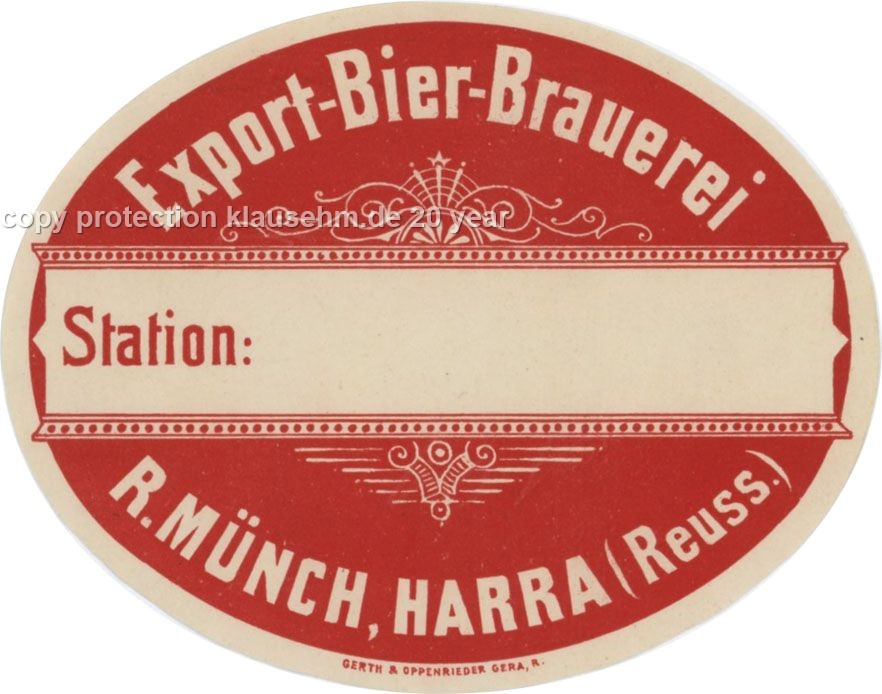 Export-Bier-Brauerei
copy protection klausehm.de 20 year
Station:
R. MÜNCH, HARRA (Reuss.)
GERTH & OPPENRIEDER GERA, R.